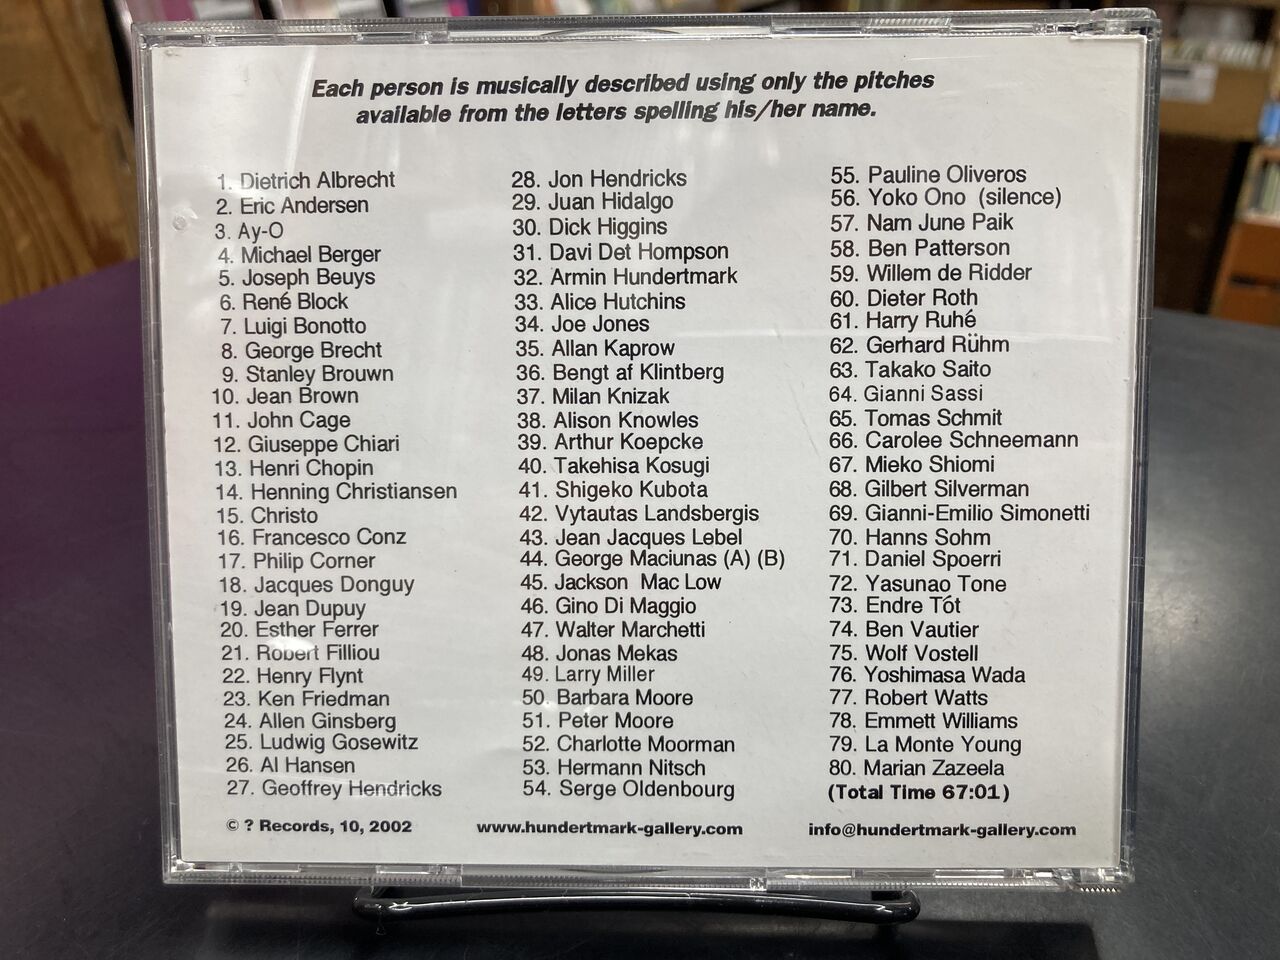 Each person is musically described using only the pitches
available from the letters spelling his/her name.
1. Dietrich Albrecht
2. Eric Andersen
3. Ay-O
4. Michael Berger
5. Joseph Beuys
6. René Block
7. Luigi Bonotto
8. George Brecht
9. Stanley Brouwn
10. Jean Brown
11. John Cage
12. Giuseppe Chiari
13. Henri Chopin
14. Henning Christiansen
15. Christo
16. Francesco Conz
17. Philip Corner
18. Jacques Donguy
19. Jean Dupuy
20. Esther Ferrer
21. Robert Filliou
22. Henry Flynt
23. Ken Friedman
24. Allen Ginsberg
25. Ludwig Gosewitz
26. Al Hansen
27. Geoffrey Hendricks
28. Jon Hendricks
29. Juan Hidalgo
30. Dick Higgins
31. Davi Det Hompson
32. Armin Hundertmark
33. Alice Hutchins
34. Joe Jones
35. Allan Kaprow
36. Bengt af Klintberg
37. Milan Knizak
38. Alison Knowles
39. Arthur Koepcke
40. Takehisa Kosugi
41. Shigeko Kubota
42. Vytautas Landsbergis
43. Jean Jacques Lebel
44. George Maciunas (A) (B)
45. Jackson Mac Low
46. Gino Di Maggio
47. Walter Marchetti
48. Jonas Mekas
49. Larry Miller
50. Barbara Moore
51. Peter Moore
52. Charlotte Moorman
53. Hermann Nitsch
54. Serge Oldenbourg
55. Pauline Oliveros
56. Yoko Ono (silence)
57. Nam June Paik
58. Ben Patterson
59. Willem de Ridder
60. Dieter Roth
61. Harry Ruhé
62. Gerhard Rühm
63. Takako Saito
64. Gianni Sassi
65. Tomas Schmit
66. Carolee Schneemann
67. Mieko Shiomi
68. Gilbert Silverman
69. Gianni-Emilio Simonetti
70. Hanns Sohm
71. Daniel Spoerri
72. Yasunao Tone
73. Endre Tót
74. Ben Vautier
75. Wolf Vostell
76. Yoshimasa Wada
77. Robert Watts
78. Emmett Williams
79. La Monte Young
80. Marian Zazeela
(Total Time 67:01)
© ? Records, 10, 2002
www.hundertmark-gallery.com
info@hundertmark-gallery.com